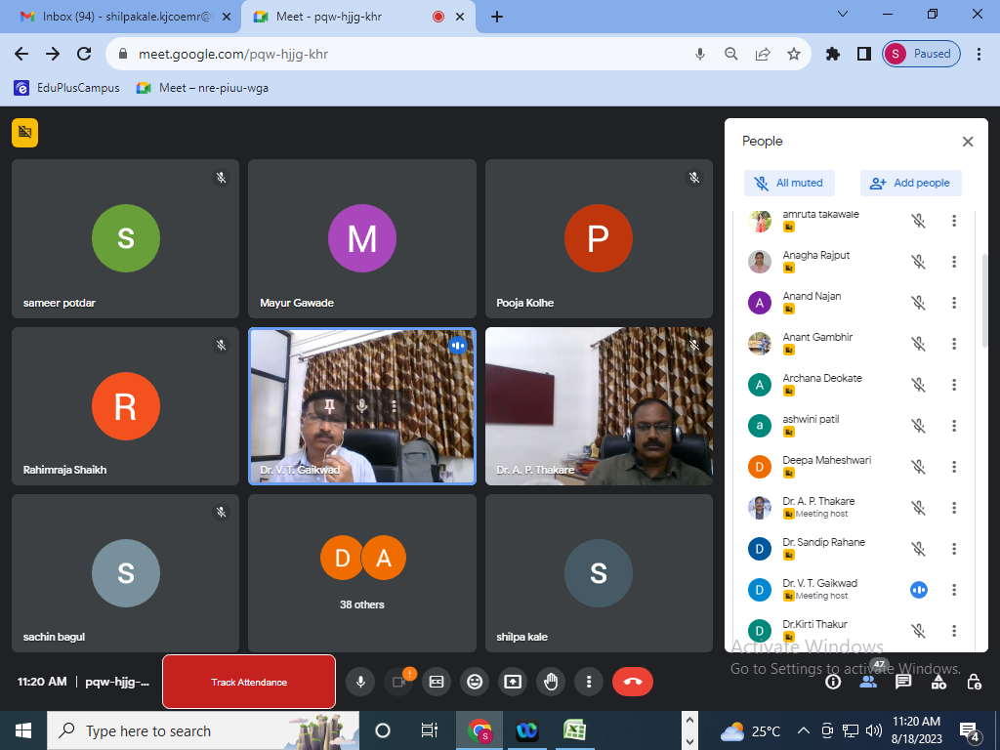 Inbox (94) - shilpakale.kjcoemr@
Meet - pqw-hjjg-khr
meet.google.com/pqw-hjjg-khr
S Paused
EduPlusCampus
Meet – nre-piuu-wga
S
sameer potdar
M
Mayur Gawade
P
Pooja Kolhe
R
Rahimraja Shaikh
Dr. V. T. Gaikwad
Dr. A. P. Thakare
S
sachin bagul
D A
38 others
S
shilpa kale
People
All muted
Add people
amruta takawale
Anagha Rajput
A Anand Najan
Anant Gambhir
A Archana Deokate
a ashwini patil
D Deepa Maheshwari
Dr. A. P. Thakare
Meeting host
D Dr. Sandip Rahane
D Dr. V. T. Gaikwad
Meeting host
D Dr.Kirti Thakur
Activate Windows
Go to Settings to activate Windows.
11:20 AM | pqw-hjjg-...
Track Attendance
!
47
Type here to search
S
25°C
11:20 AM
8/18/2023
4